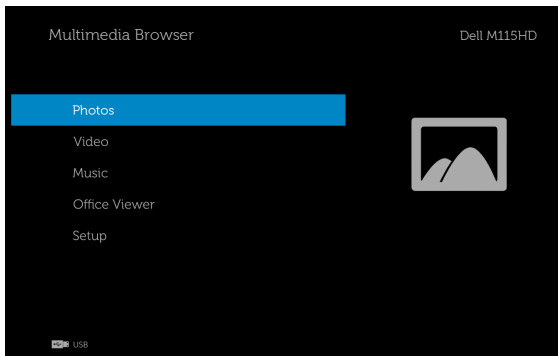 Multimedia Browser
Dell M115HD
Photos
Video
Music
Office Viewer
Setup
USB